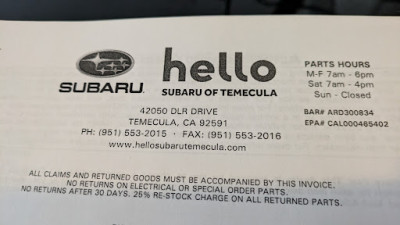 SUBARU
hello
SUBARU OF TEMECULA
42050 DLR DRIVE
TEMECULA, CA 92591
PH: (951) 553-2015 · FAX: (951) 553-2016
www.hellosubarutemecula.com
PARTS HOURS
M-F 7am - 6pm
Sat 7am - 4pm
Sun - Closed
BAR# ARD300834
EPA# CAL000465402
ALL CLAIMS AND RETURNED GOODS MUST BE ACCOMPANIED BY THIS INVOICE.
NO RETURNS ON ELECTRICAL OR SPECIAL ORDER PARTS.
NO RETURNS AFTER 30 DAYS. 25% RE-STOCK CHARGE ON ALL RETURNED PARTS.